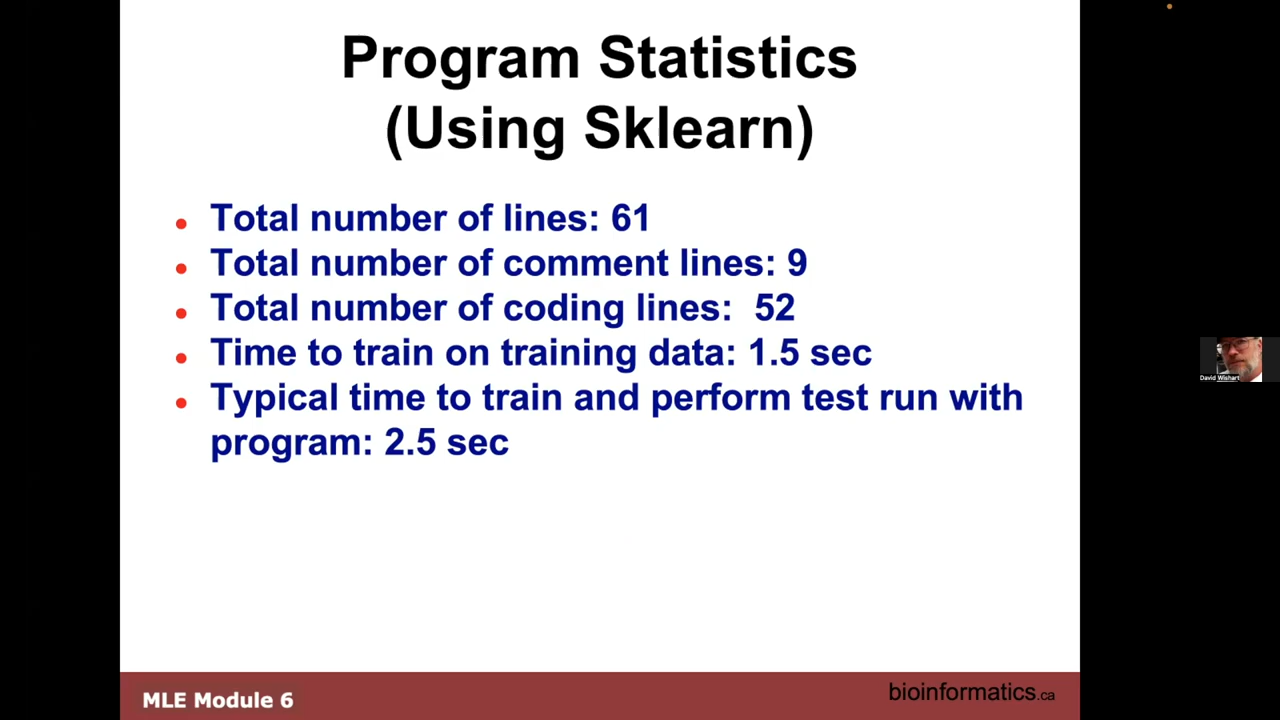 Program Statistics
(Using Sklearn)
Total number of lines: 61
Total number of comment lines: 9
Total number of coding lines: 52
Time to train on training data: 1.5 sec
Typical time to train and perform test run with
program: 2.5 sec
David Wishart
MLE Module 6
bioinformatics.ca